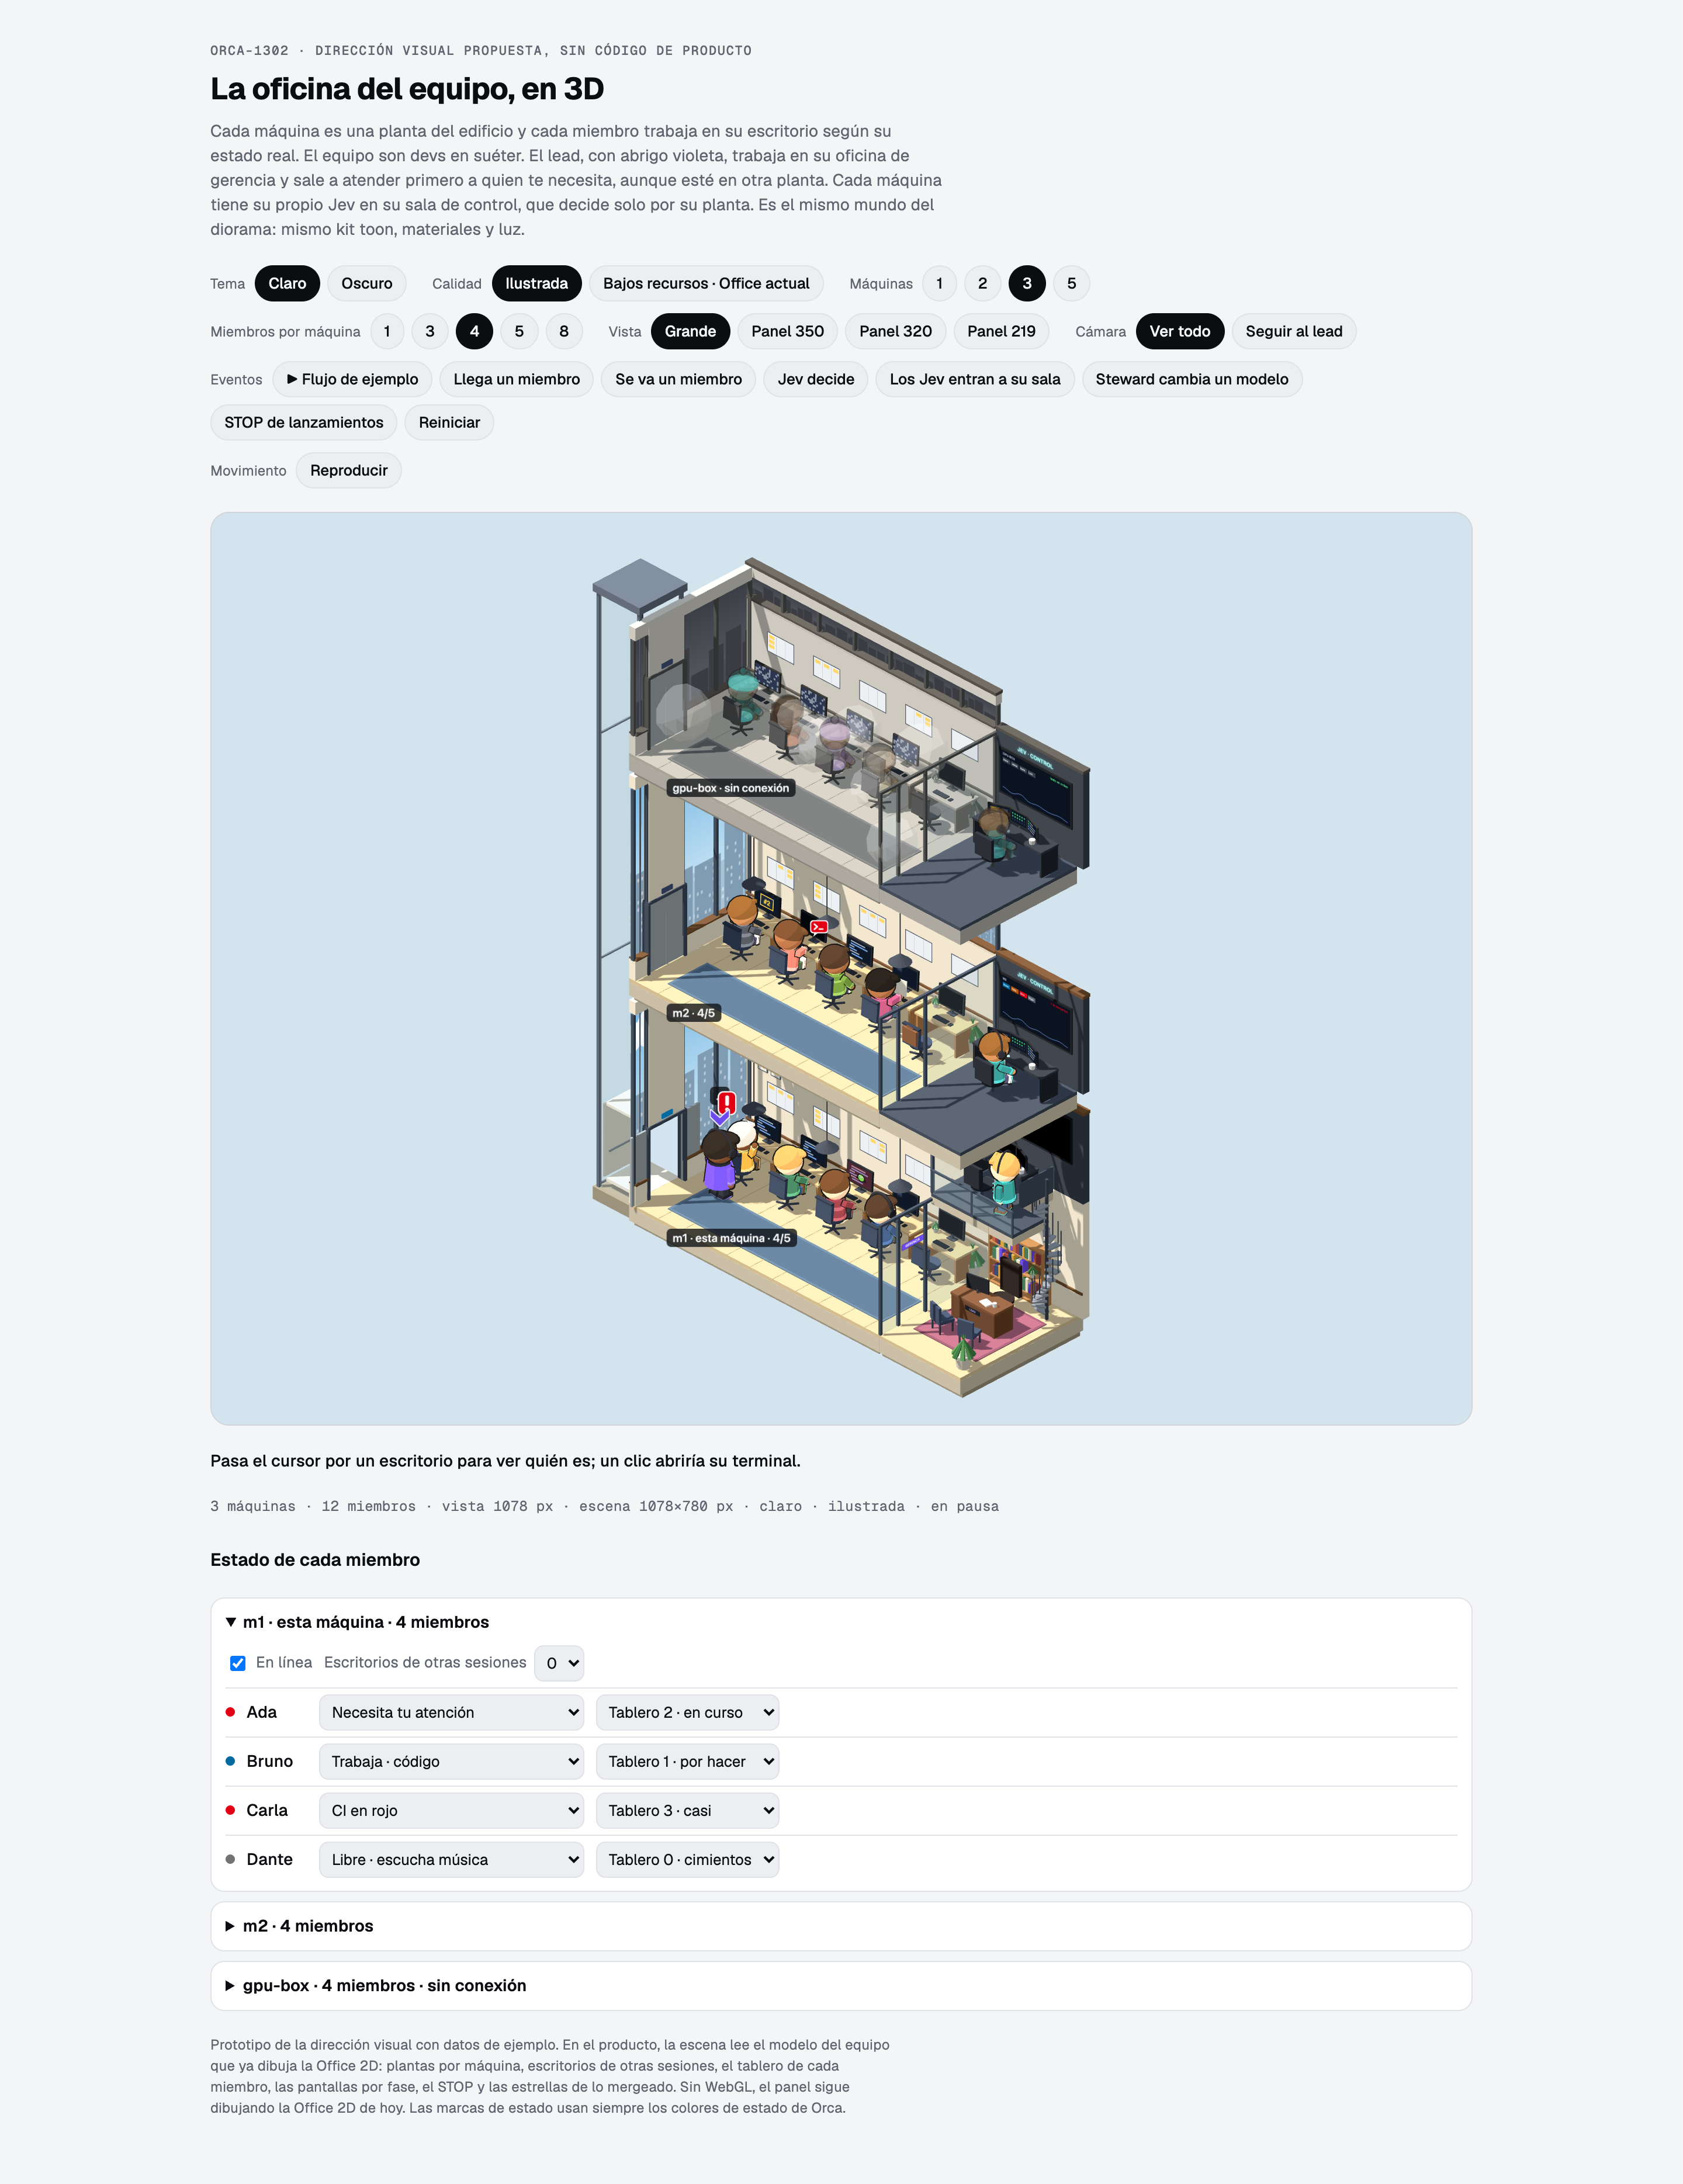 ORCA-1302 · DIRECCIÓN VISUAL PROPUESTA, SIN CÓDIGO DE PRODUCTO
La oficina del equipo, en 3D
Cada máquina es una planta del edificio y cada miembro trabaja en su escritorio según su
estado real. El equipo son devs en suéter. El lead, con abrigo violeta, trabaja en su oficina de
gerencia y sale a atender primero a quien te necesita, aunque esté en otra planta. Cada máquina
tiene su propio Jev en su sala de control, que decide solo por su planta. Es el mismo mundo del
diorama: mismo kit toon, materiales y luz.
Tema Claro Oscuro Calidad Ilustrada Bajos recursos · Office actual Máquinas 1 2 3 5
Miembros por máquina 1 3 4 5 8 Vista Grande Panel 350 Panel 320 Panel 219 Cámara Ver todo Seguir al lead
Eventos ▶ Flujo de ejemplo Llega un miembro Se va un miembro Jev decide Los Jev entran a su sala Steward cambia un modelo
STOP de lanzamientos Reiniciar
Movimiento Reproducir
JEV · CONTROL
gpu-box · sin conexión
JEV · CONTROL
m2 · 4/5
m1 · esta máquina · 4/5
Pasa el cursor por un escritorio para ver quién es; un clic abriría su terminal.
3 máquinas · 12 miembros · vista 1078 px · escena 1078×780 px · claro · ilustrada · en pausa
Estado de cada miembro
▼ m1 · esta máquina · 4 miembros
En línea Escritorios de otras sesiones 0
Ada Necesita tu atención Tablero 2 · en curso
Bruno Trabaja · código Tablero 1 · por hacer
Carla CI en rojo Tablero 3 · casi
Dante Libre · escucha música Tablero 0 · cimientos
▶ m2 · 4 miembros
▶ gpu-box · 4 miembros · sin conexión
Prototipo de la dirección visual con datos de ejemplo. En el producto, la escena lee el modelo del equipo
que ya dibuja la Office 2D: plantas por máquina, escritorios de otras sesiones, el tablero de cada
miembro, las pantallas por fase, el STOP y las estrellas de lo mergeado. Sin WebGL, el panel sigue
dibujando la Office 2D de hoy. Las marcas de estado usan siempre los colores de estado de Orca.